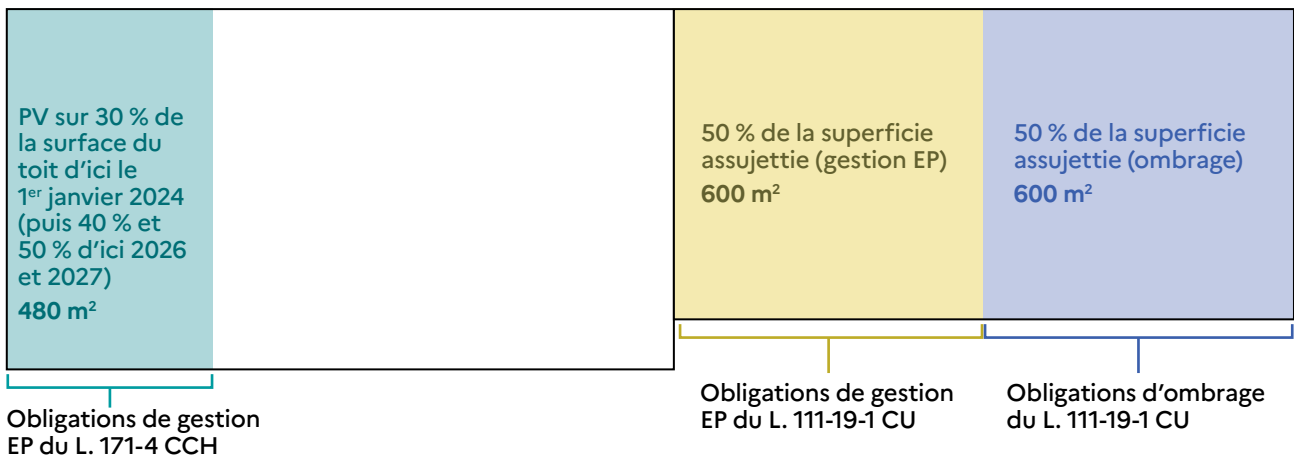 PV sur 30 % de
la surface du
toit d'ici le
1er janvier 2024
(puis 40 % et
50 % d'ici 2026
et 2027)
480 m²
50 % de la superficie
assujettie (gestion EP)
600 m²
50 % de la superficie
assujettie (ombrage)
600 m²
Obligations de gestion
EP du L. 171-4 CCH
Obligations de gestion
EP du L. 111-19-1 CU
Obligations d'ombrage
du L. 111-19-1 CU